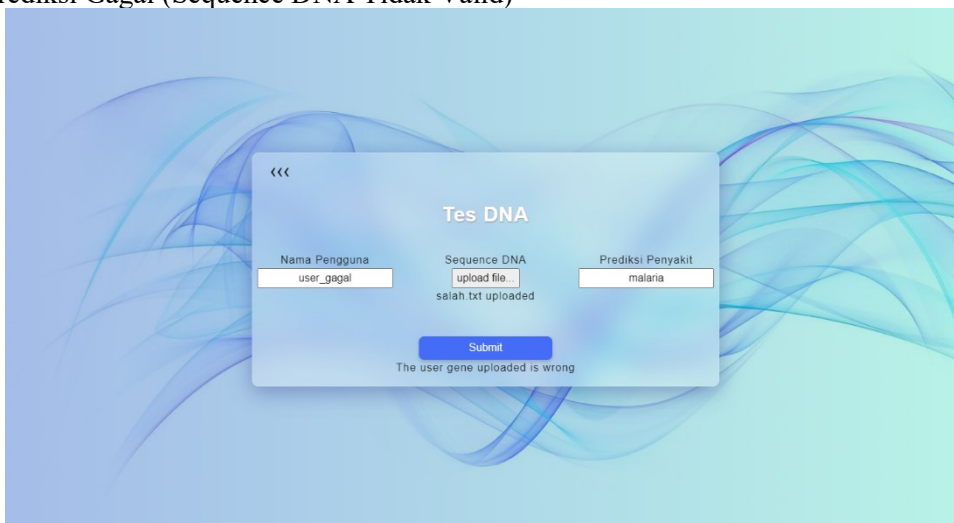 rediksi Gagal (Sequence DNA Tidak Valid)
‹‹‹
Tes DNA
Nama Pengguna Sequence DNA Prediksi Penyakit
user_gagal upload file... malaria
salah.txt uploaded
Submit
The user gene uploaded is wrong